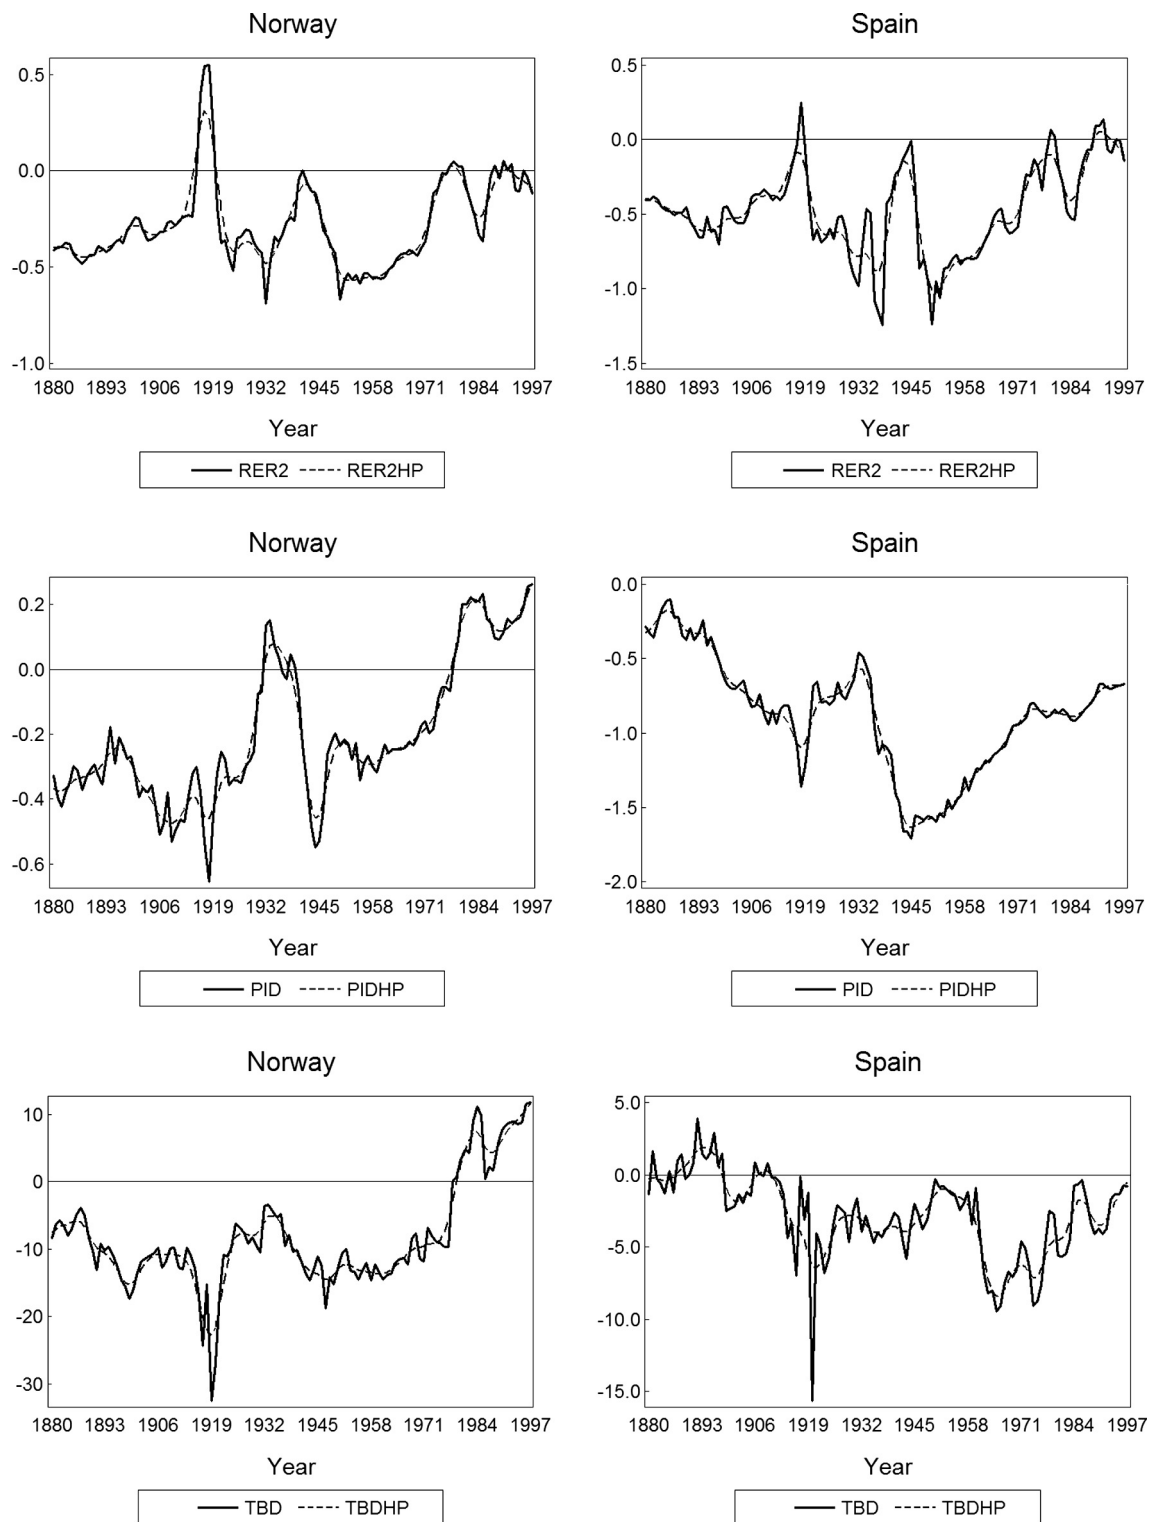 Norway
0.5
0.0
-0.5
-1.0
1880 1893 1906 1919 1932 1945 1958 1971 1984 1997
Year
RER2 RER2HP
Spain
0.5
0.0
-0.5
-1.0
-1.5
1880 1893 1906 1919 1932 1945 1958 1971 1984 1997
Year
RER2 RER2HP
Norway
0.2
0.0
-0.2
-0.4
-0.6
1880 1893 1906 1919 1932 1945 1958 1971 1984 1997
Year
PID PIDHP
Spain
0.0
-0.5
-1.0
-1.5
-2.0
1880 1893 1906 1919 1932 1945 1958 1971 1984 1997
Year
PID PIDHP
Norway
10
0
-10
-20
-30
1880 1893 1906 1919 1932 1945 1958 1971 1984 1997
Year
TBD TBDHP
Spain
5.0
0.0
-5.0
-10.0
-15.0
1880 1893 1906 1919 1932 1945 1958 1971 1984 1997
Year
TBD TBDHP